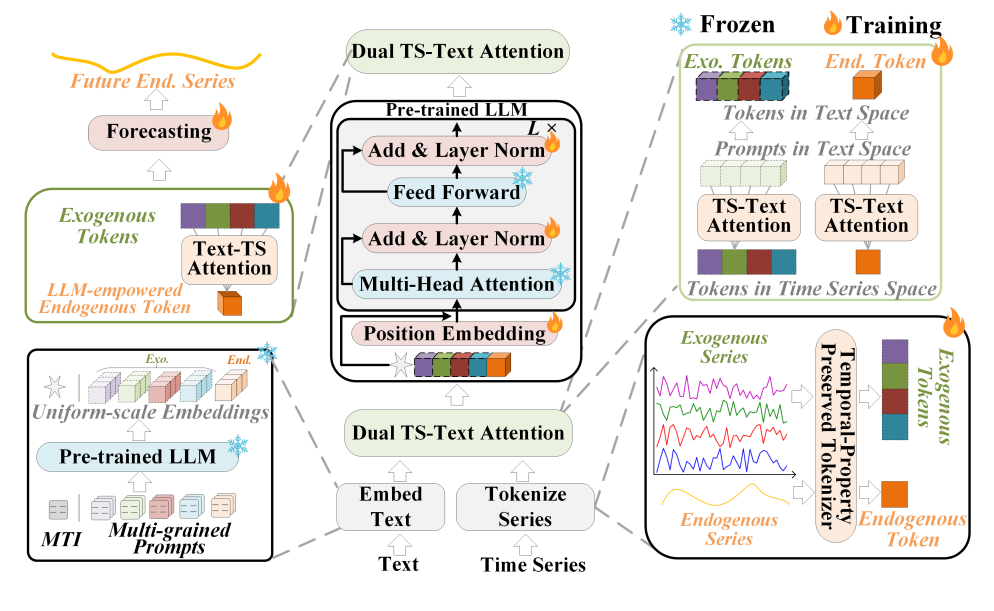 Frozen
Training
Future End. Series
Forecasting
Exogenous
Tokens
Text-TS
Attention
LLM-empowered
Endogenous Token
Exo.
End.
Uniform-scale Embeddings
Pre-trained LLM
MTI
Multi-grained
Prompts
Dual TS-Text Attention
Pre-trained LLM
L ×
Add & Layer Norm
Feed Forward
Add & Layer Norm
Multi-Head Attention
Position Embedding
Dual TS-Text Attention
Embed
Text
Tokenize
Series
Text
Time Series
Exo. Tokens
End. Token
Tokens in Text Space
Prompts in Text Space
TS-Text
Attention
TS-Text
Attention
Tokens in Time Series Space
Exogenous
Series
Temporal-Property
Preserved Tokenizer
Exogenous
Tokens
Endogenous
Series
Endogenous
Token